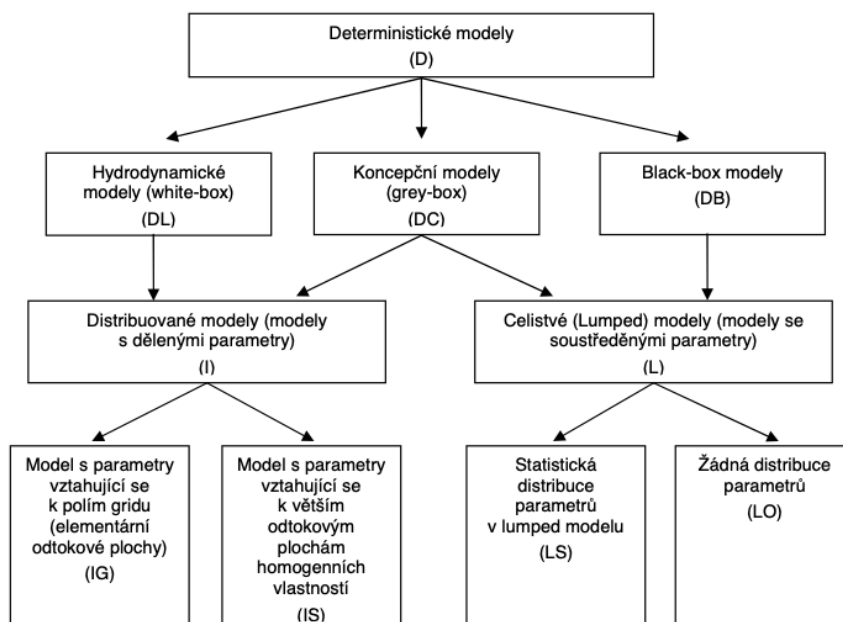 Deterministické modely
(D)
Hydrodynamické
modely (white-box)
(DL)
Koncepční modely
(grey-box)
(DC)
Black-box modely
(DB)
Distribuované modely (modely
s dělenými parametry)
(I)
Celistvé (Lumped) modely (modely se
soustředěnými parametry)
(L)
Model s parametry
vztahující se
k polím gridu
(elementární
odtokové plochy)
(IG)
Model s parametry
vztahující se
k větším
odtokovým
plochám
homogenních
vlastností
(IS)
Statistická
distribuce
parametrů
v lumped modelu
(LS)
Žádná distribuce
parametrů
(LO)